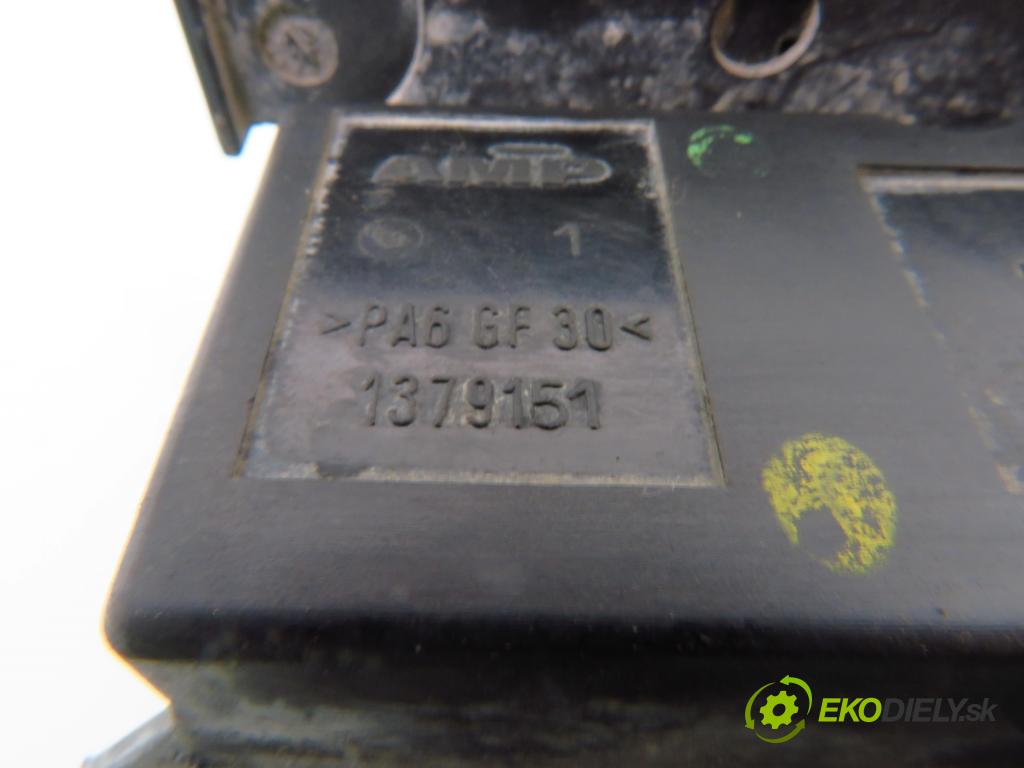 AMP
1
>PA6 GF 30<
1379151
EKODIELY.sk